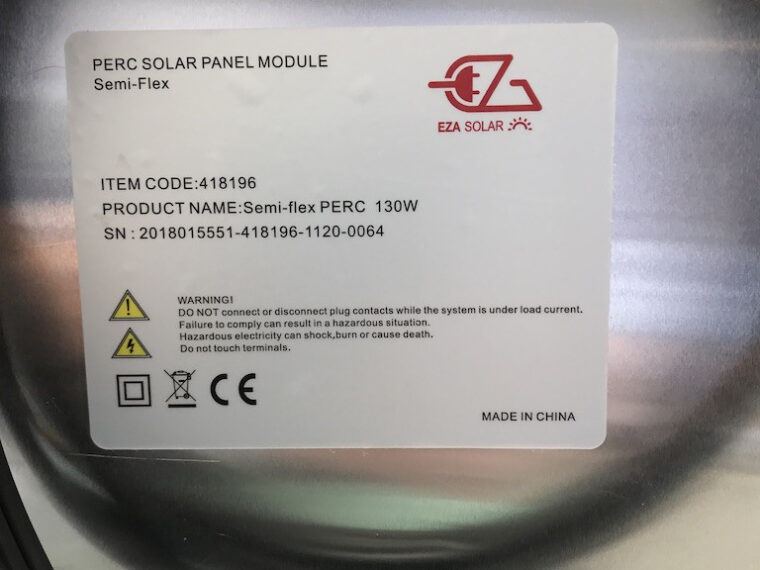 PERC SOLAR PANEL MODULE
Semi-Flex
EZA SOLAR
ITEM CODE:418196
PRODUCT NAME:Semi-flex PERC 130W
SN : 2018015551-418196-1120-0064
WARNING!
DO NOT connect or disconnect plug contacts while the system is under load current.
Failure to comply can result in a hazardous situation.
Hazardous electricity can shock,burn or cause death.
Do not touch terminals.
CE
MADE IN CHINA